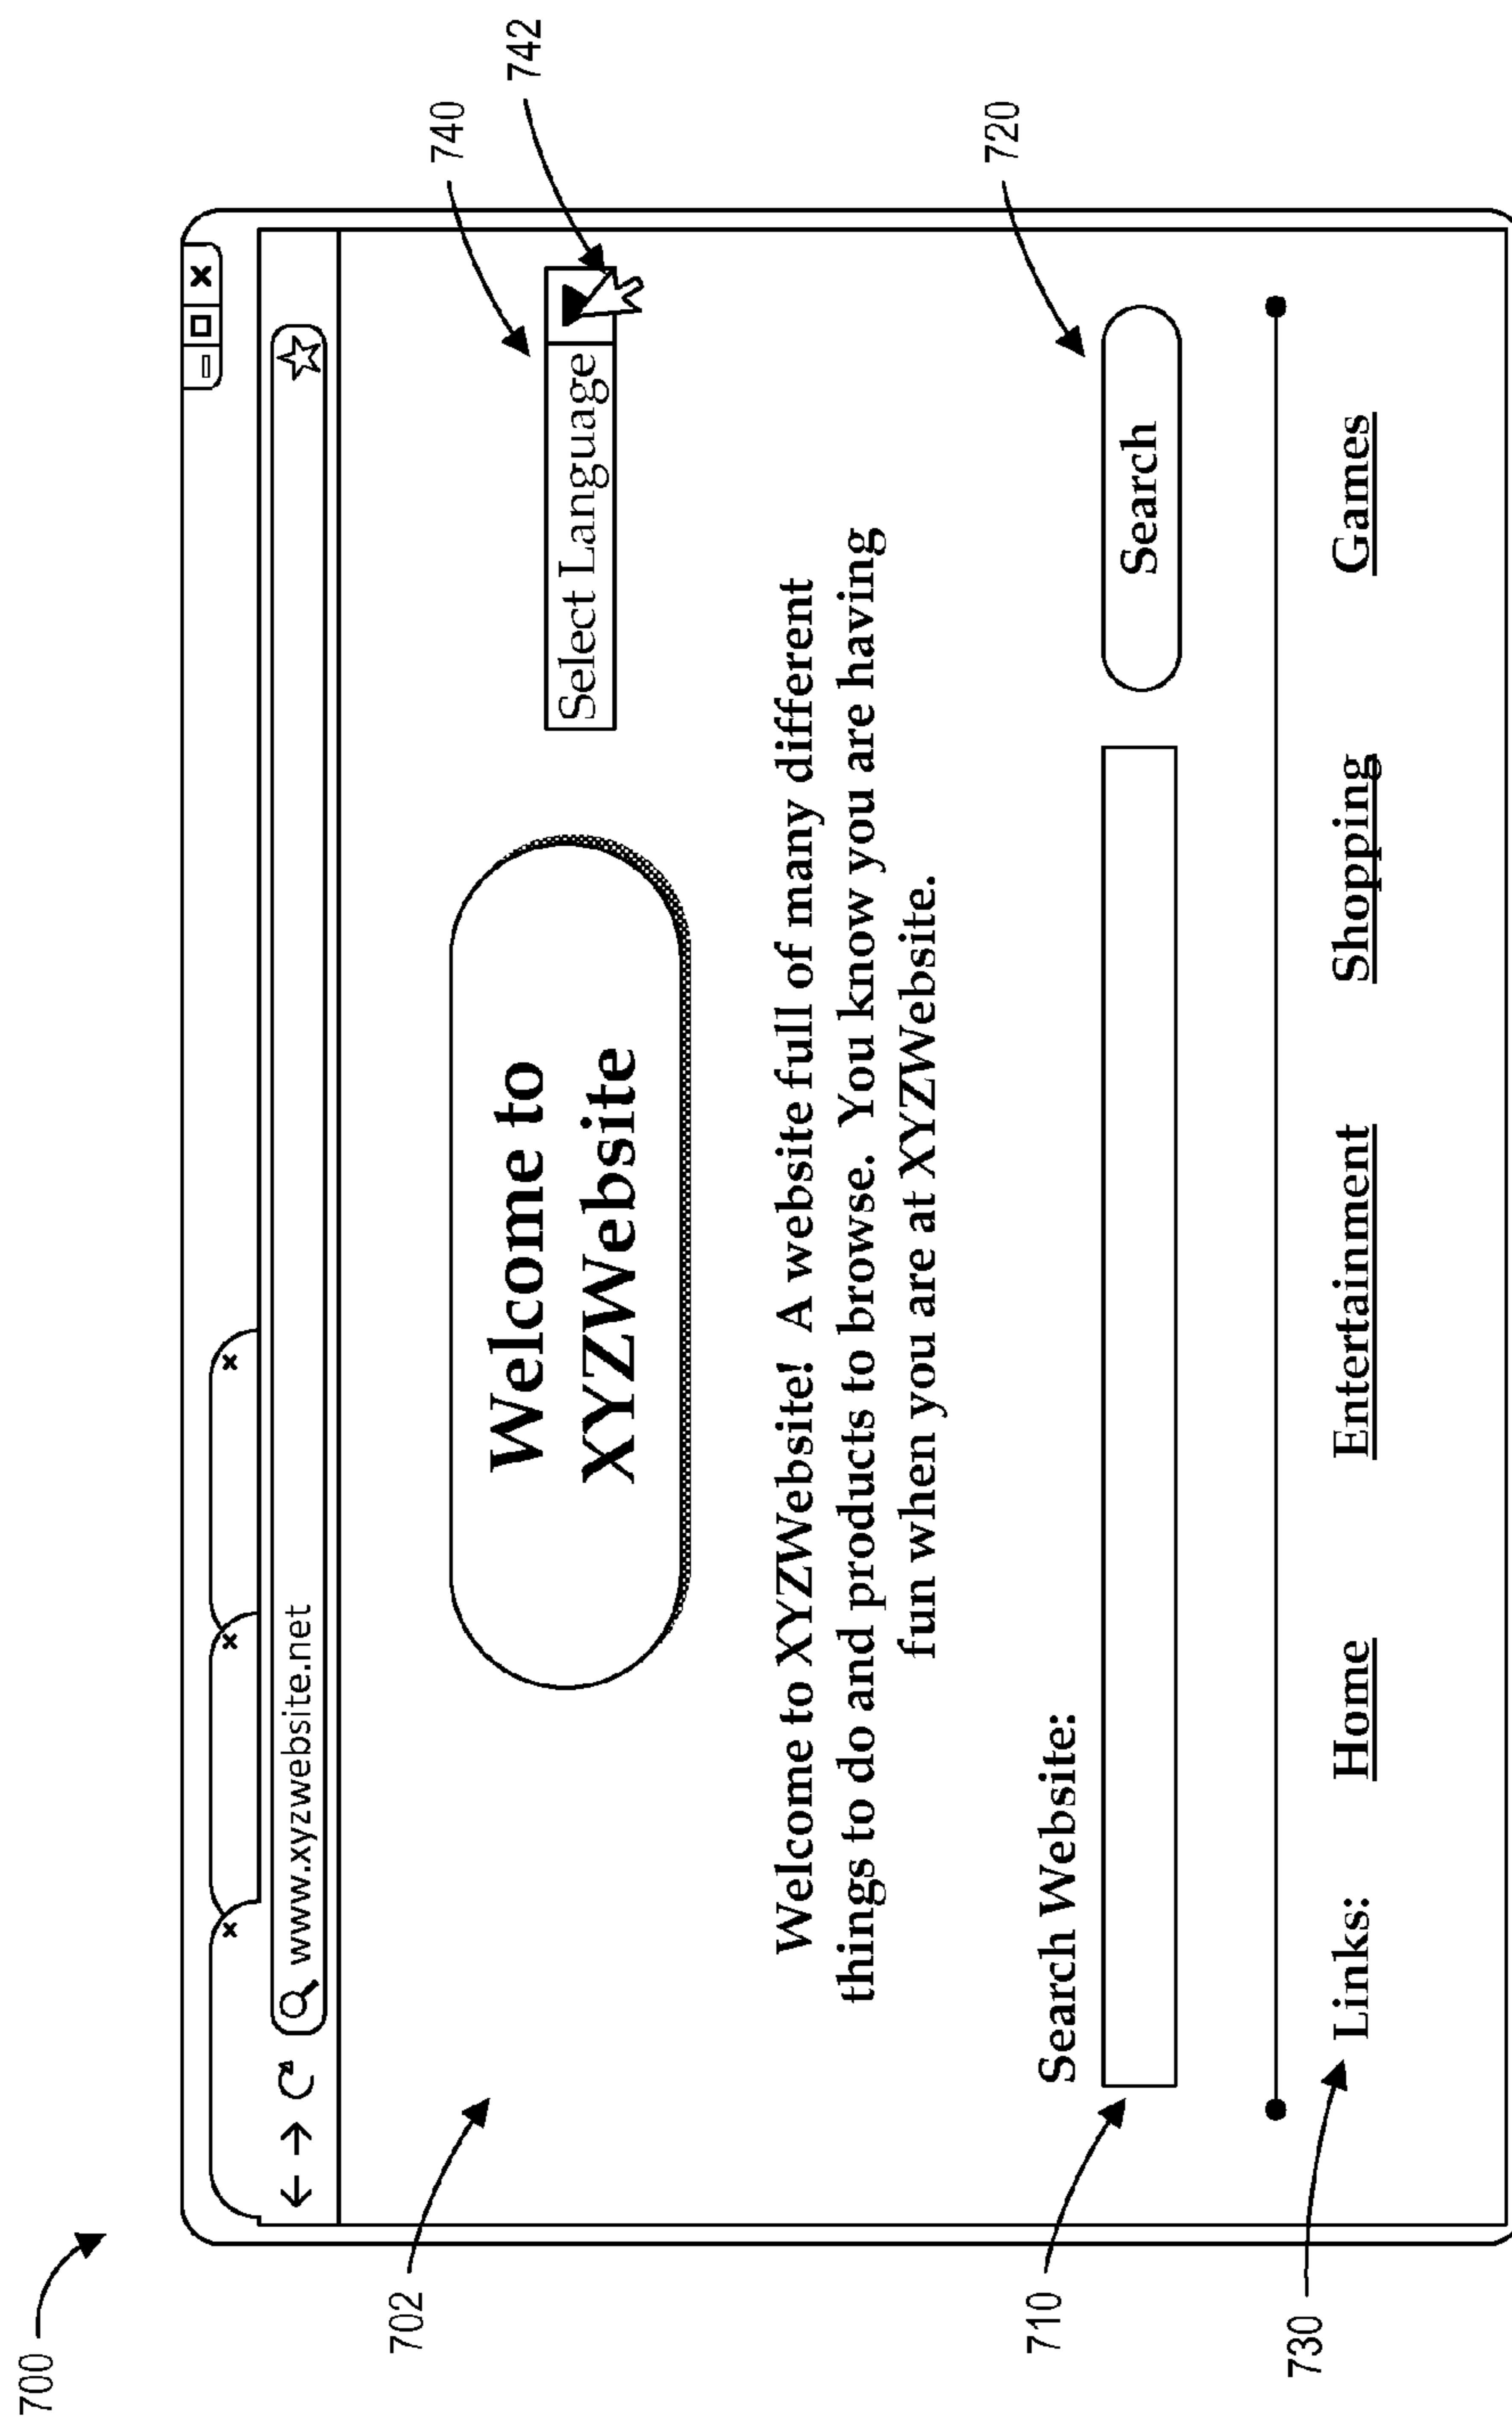 700
742
740
www.xyzwebsite.net
702
Welcome to
XYZWebsite
Select Language
Welcome to XYZWebsite! A website full of many different
things to do and products to browse. You know you are having
fun when you are at XYZWebsite.
720
Search Website:
710
Search
730
Links: Home Entertainment Shopping Games